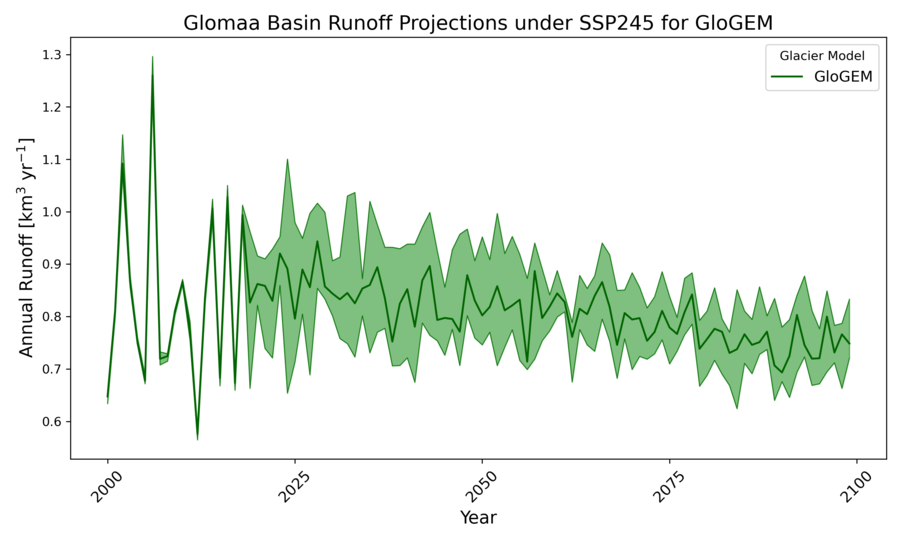 Glomaa Basin Runoff Projections under SSP245 for GloGEM
Glacier Model
GloGEM
Annual Runoff [km³ yr⁻¹]
1.3
1.2
1.1
1.0
0.9
0.8
0.7
0.6
2000
2025
2050
2075
2100
Year